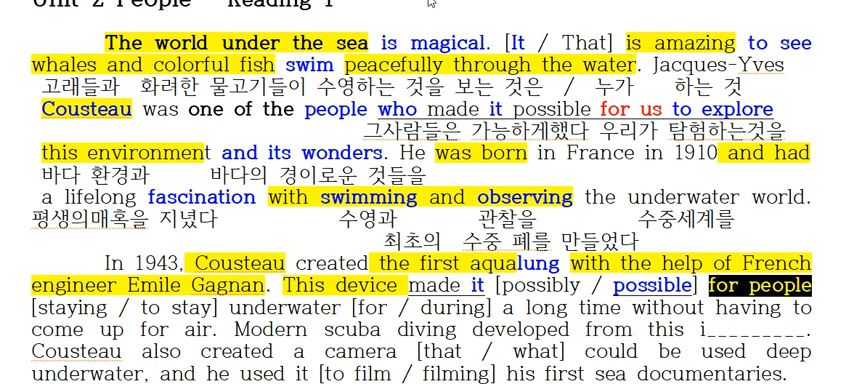 Unit 2 People Reading 1
The world under the sea is magical. [It / That] is amazing to see
whales and colorful fish swim peacefully through the water. Jacques-Yves
고래들과 화려한 물고기들이 수영하는 것을 보는 것은 / 누가 하는 것
Cousteau was one of the people who made it possible for us to explore
그사람들은 가능하게했다 우리가 탐험하는것을
this environment and its wonders. He was born in France in 1910 and had
바다 환경과 바다의 경이로운 것들을
a lifelong fascination with swimming and observing the underwater world.
평생의매혹을 지녔다 수영과 관찰을 수중세계를
최초의 수중 폐를 만들었다
In 1943, Cousteau created the first aqualung with the help of French
engineer Emile Gagnan. This device made it [possibly / possible] for people
[staying / to stay] underwater [for / during] a long time without having to
come up for air. Modern scuba diving developed from this i_________.
Cousteau also created a camera [that / what] could be used deep
underwater, and he used it [to film / filming] his first sea documentaries.